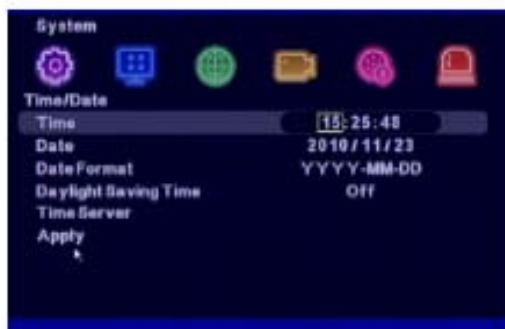 System
Time/Date
Time 15:25:48
Date 2010/11/23
Date Format YYYY-MM-DD
Daylight Saving Time Off
Time Server
Apply